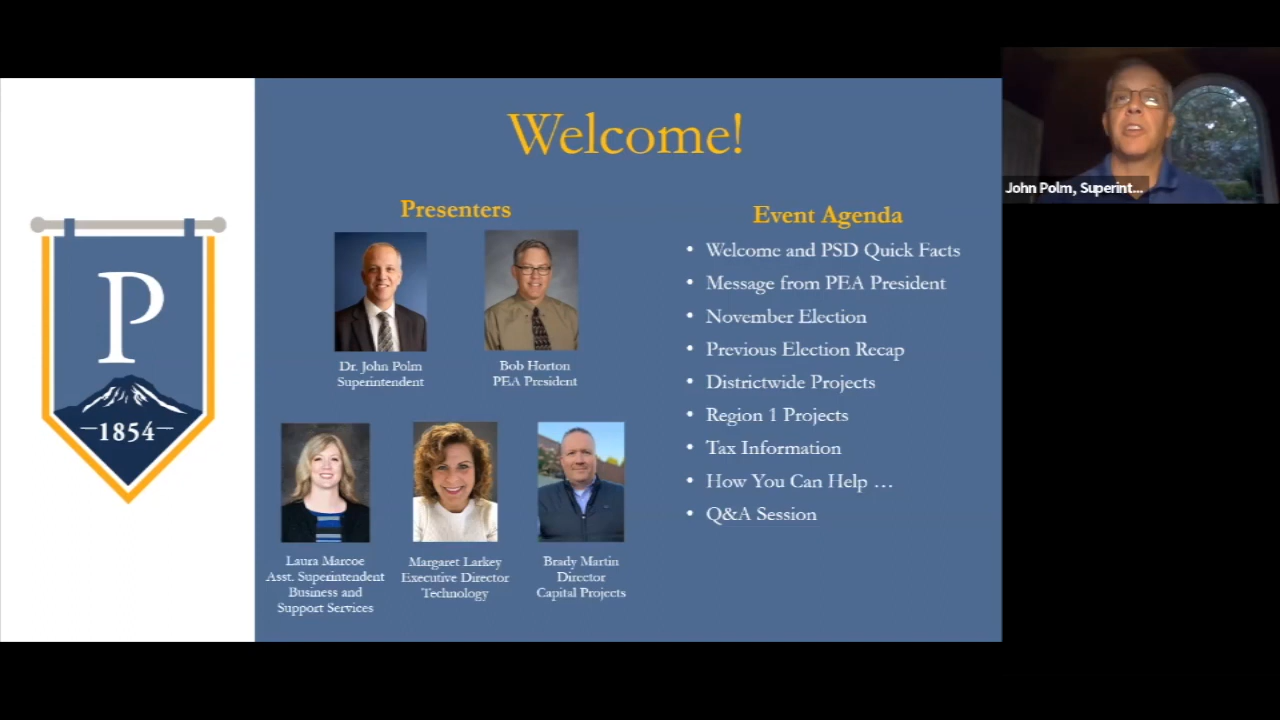 Welcome!
Presenters
Dr. John Polm
Superintendent
Bob Horton
PEA President
Laura Marcoe
Asst. Superintendent
Business and
Support Services
Margaret Larkey
Executive Director
Technology
Brady Martin
Director
Capital Projects
Event Agenda
• Welcome and PSD Quick Facts
• Message from PEA President
• November Election
• Previous Election Recap
• Districtwide Projects
• Region 1 Projects
• Tax Information
• How You Can Help …
• Q&A Session
P
–1854–
John Polm, Superint...